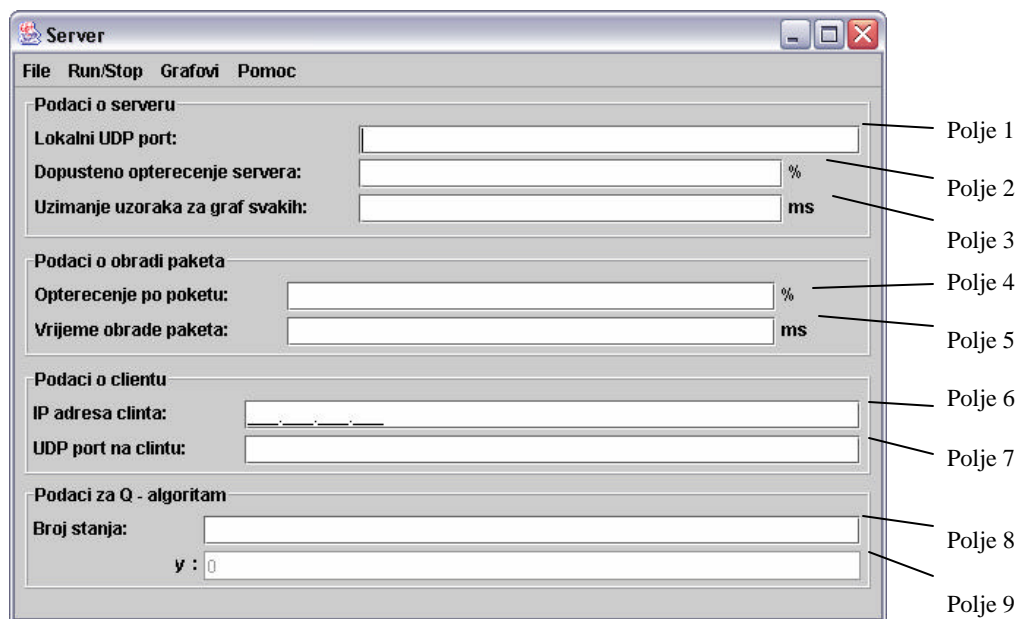 Server
File Run/Stop Grafovi Pomoc
Podaci o serveru
Lokalni UDP port: Polje 1
Dopusteno opterecenje servera: % Polje 2
Uzimanje uzoraka za graf svakih: ms Polje 3
Podaci o obradi paketa
Opterecenje po poketu: % Polje 4
Vrijeme obrade paketa: ms Polje 5
Podaci o clientu
IP adresa clinta: ___.___.___.___ Polje 6
UDP port na clintu: Polje 7
Podaci za Q - algoritam
Broj stanja: Polje 8
y : 0 Polje 9